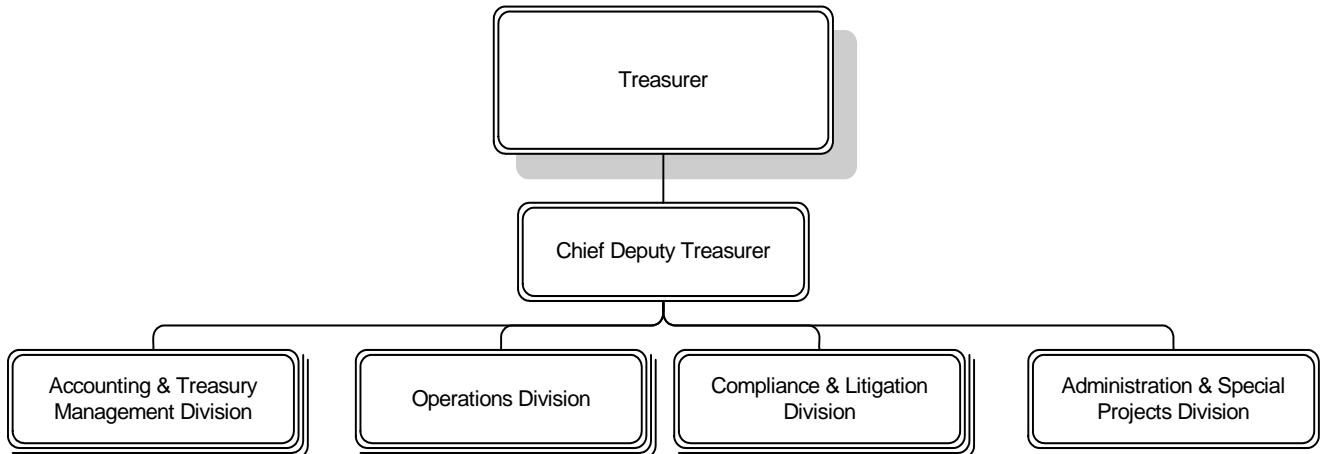 Treasurer
Chief Deputy Treasurer
Accounting & Treasury
Management Division
Operations Division
Compliance & Litigation
Division
Administration & Special
Projects Division